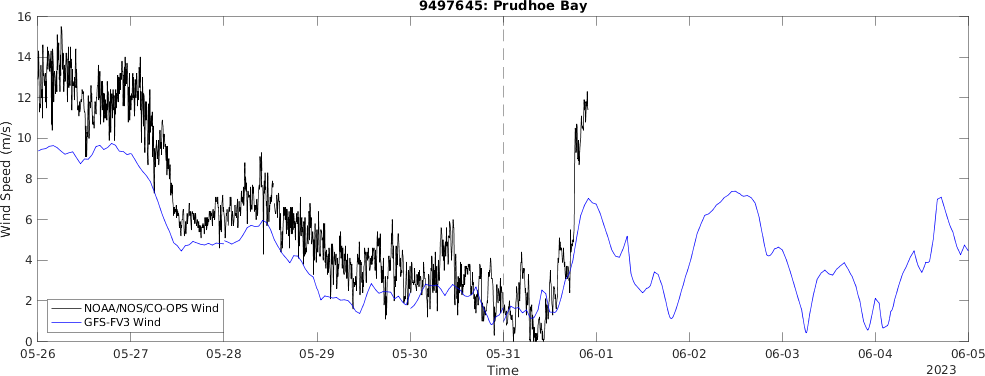 9497645: Prudhoe Bay
16
14
12
10
8
6
4
2
0
Wind Speed (m/s)
NOAA/NOS/CO-OPS Wind
GFS-FV3 Wind
05-26 05-27 05-28 05-29 05-30 05-31 06-01 06-02 06-03 06-04 06-05
Time
2023